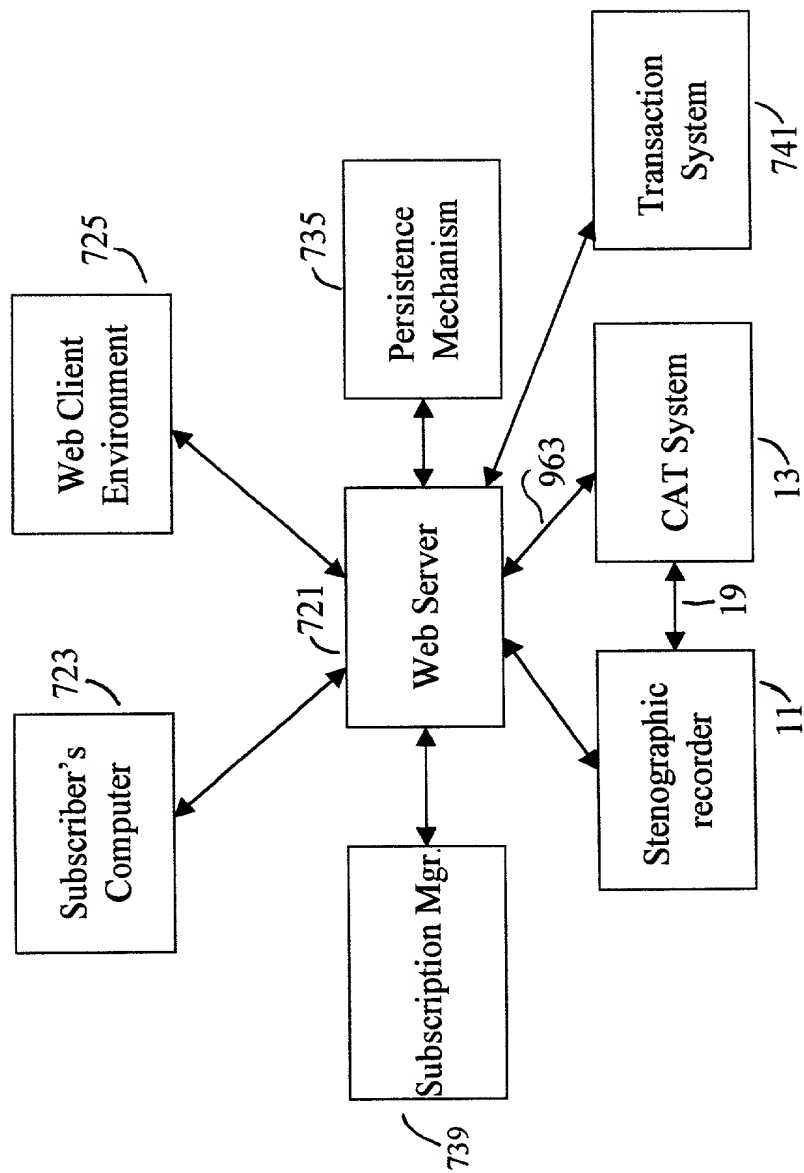 723
Subscriber's
Computer
725
Web Client
Environment
739
Subscription Mgr.
721
Web Server
735
Persistence
Mechanism
963
Stenographic
recorder
11
19
CAT System
13
Transaction
System
741